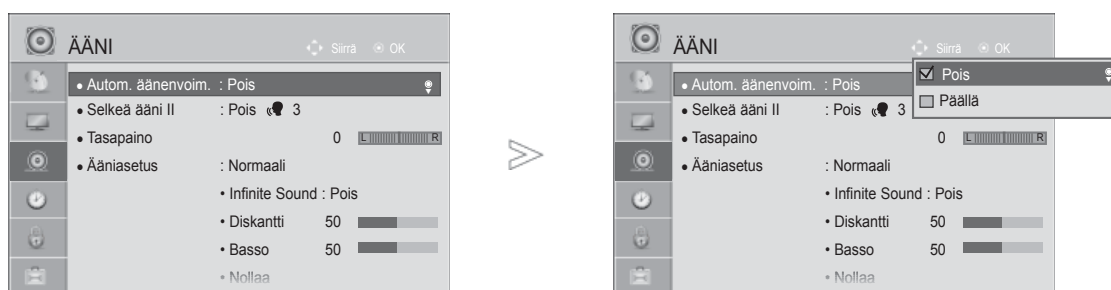 ÄÄNI
Siirrä OK
• Autom. äänenvoim. : Pois
• Selkeä ääni II : Pois 3
• Tasapaino 0 L R
• Ääniasetus : Normaali
• Infinite Sound : Pois
• Diskantti 50
• Basso 50
• Nollaa
ÄÄNI
Siirrä OK
• Autom. äänenvoim. : Pois
Pois
Päällä
• Selkeä ääni II : Pois 3
• Tasapaino 0 L R
• Ääniasetus : Normaali
• Infinite Sound : Pois
• Diskantti 50
• Basso 50
• Nollaa